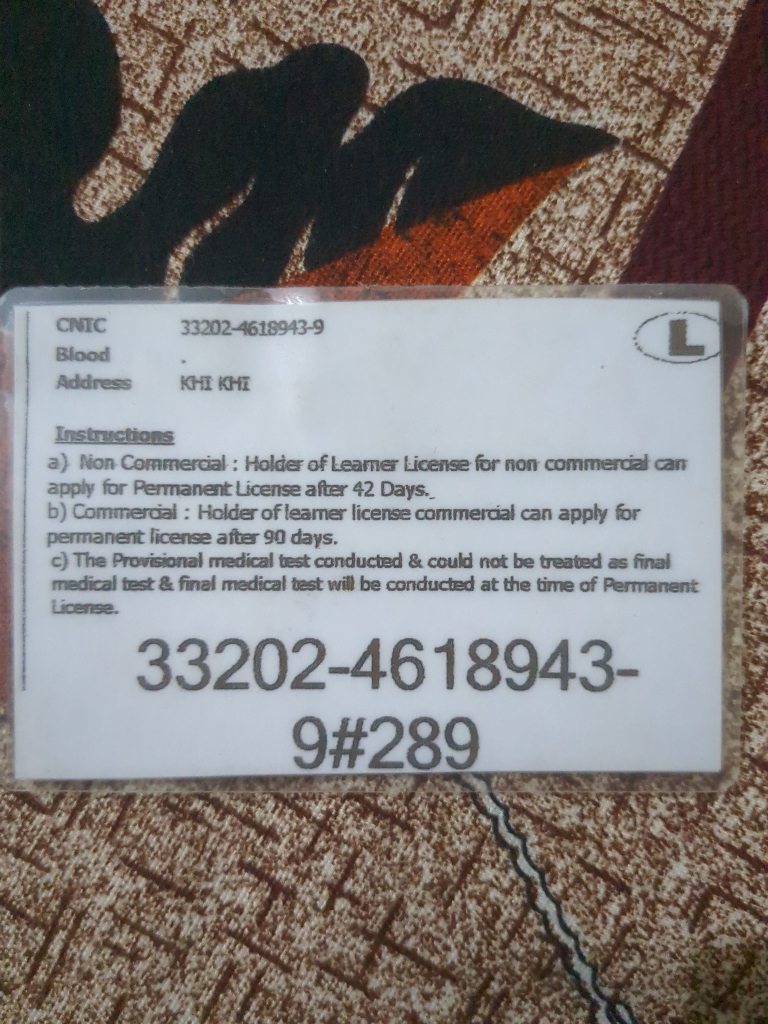 CNIC 33202-4618943-9
L
Blood .
Address KHI KHI
Instructions
a) Non Commercial : Holder of Learner License for non commercial can
apply for Permanent License after 42 Days._
b) Commercial : Holder of learner license commercial can apply for
permanent license after 90 days.
c) The Provisional medical test conducted & could not be treated as final
medical test & final medical test will be conducted at the time of Permanent
License.
33202-4618943-
9#289